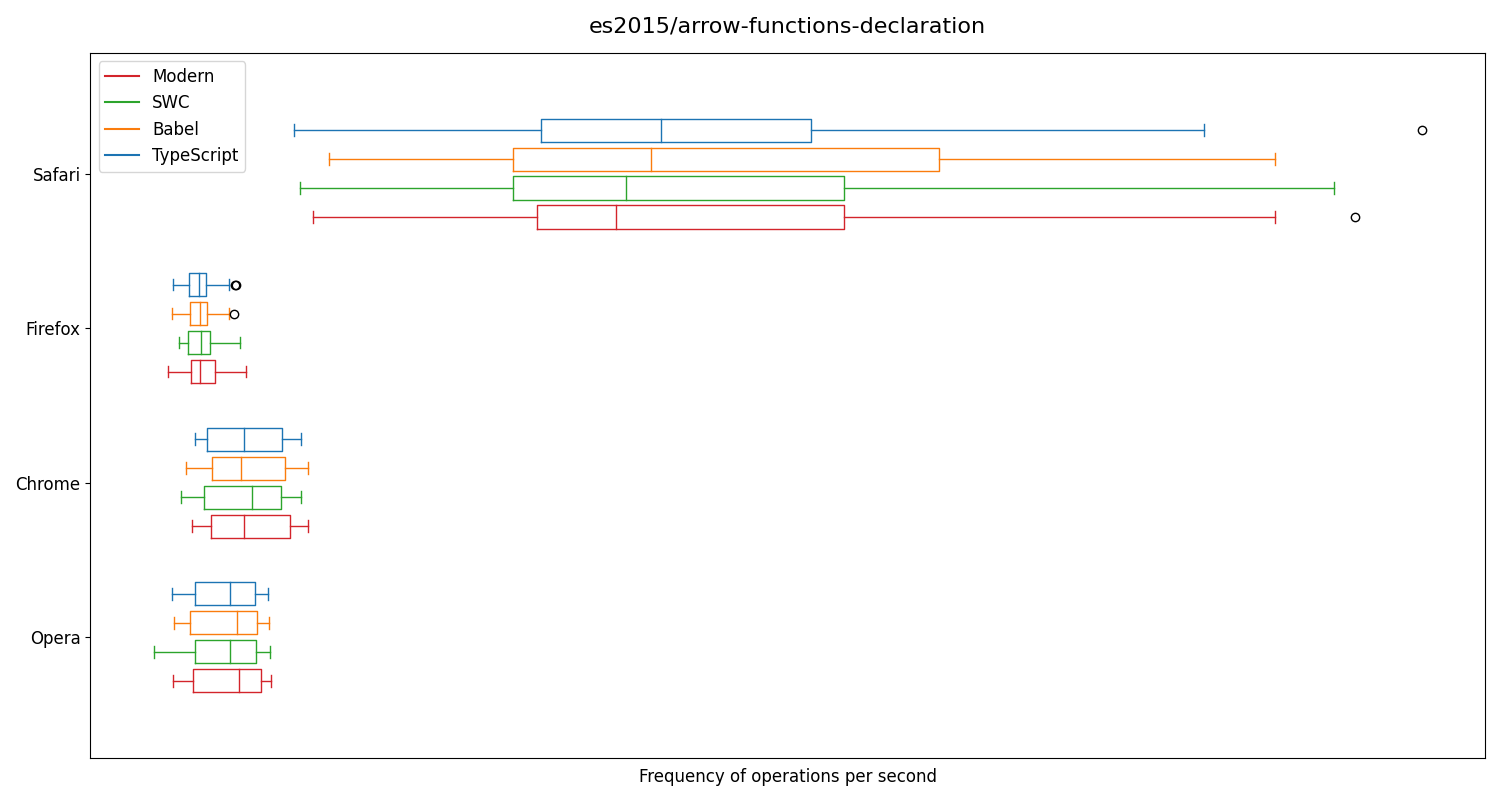 es2015/arrow-functions-declaration
Modern
SWC
Babel
TypeScript
Safari
Firefox
Chrome
Opera
Frequency of operations per second